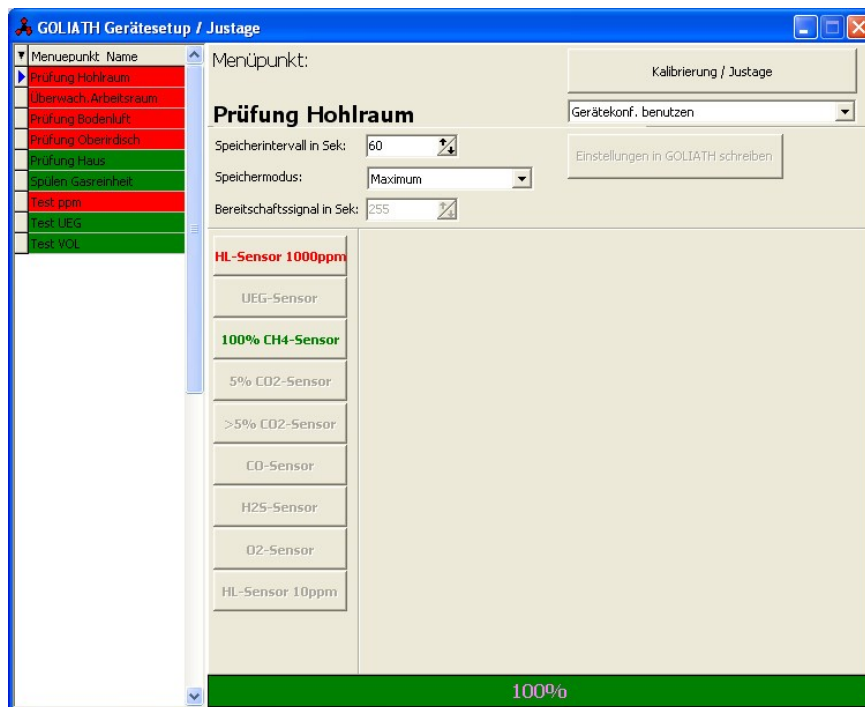 GOLIATH Gerätesetup / Justage
Menuepunkt Name
Prüfung Hohlraum
Überwach.Arbeitsraum
Prüfung Bodenluft
Prüfung Oberirdisch
Prüfung Haus
Spülen Gasreinheit
Test ppm
Test UEG
Test VOL
Menüpunkt:
Prüfung Hohlraum
Kalibrierung / Justage
Gerätekonf. benutzen
Einstellungen in GOLIATH schreiben
Speicherintervall in Sek: 60
Speichermodus: Maximum
Bereitschaftssignal in Sek: 255
HL-Sensor 1000ppm
UEG-Sensor
100% CH4-Sensor
5% CO2-Sensor
>5% CO2-Sensor
CO-Sensor
H2S-Sensor
O2-Sensor
HL-Sensor 10ppm
100%